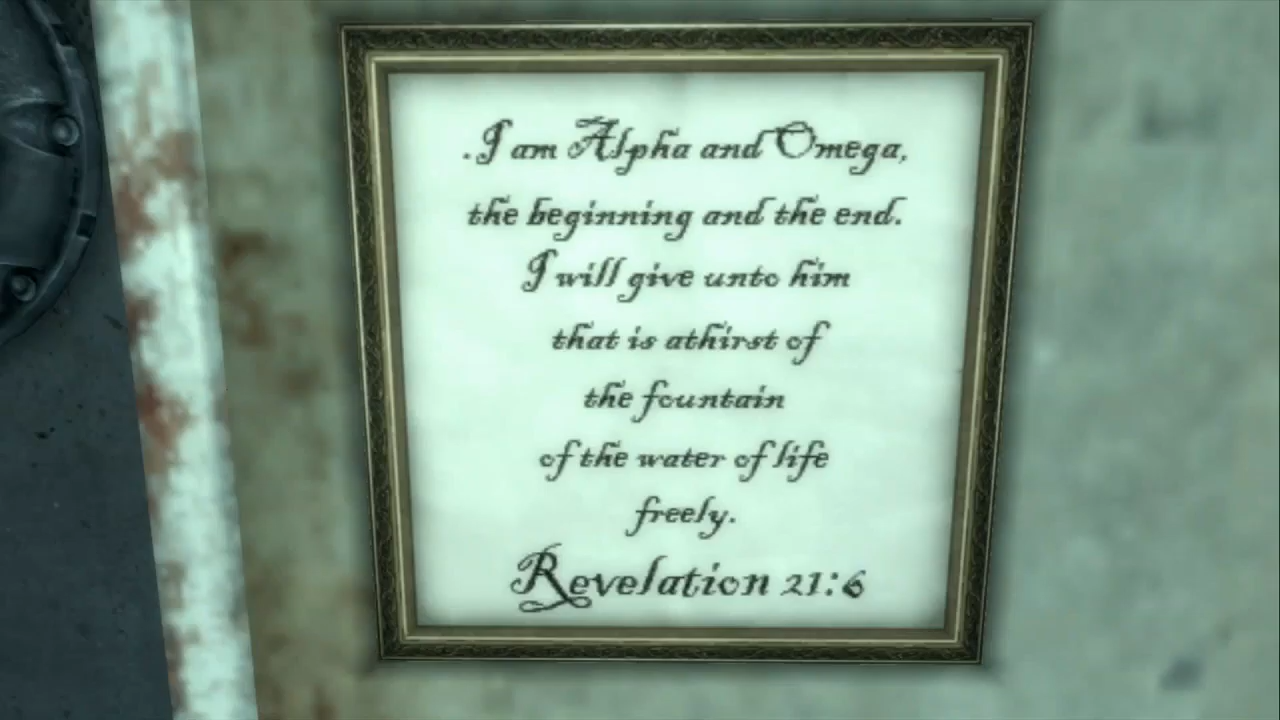 .I am Alpha and Omega,
the beginning and the end.
I will give unto him
that is athirst of
the fountain
of the water of life
freely.
Revelation 21:6